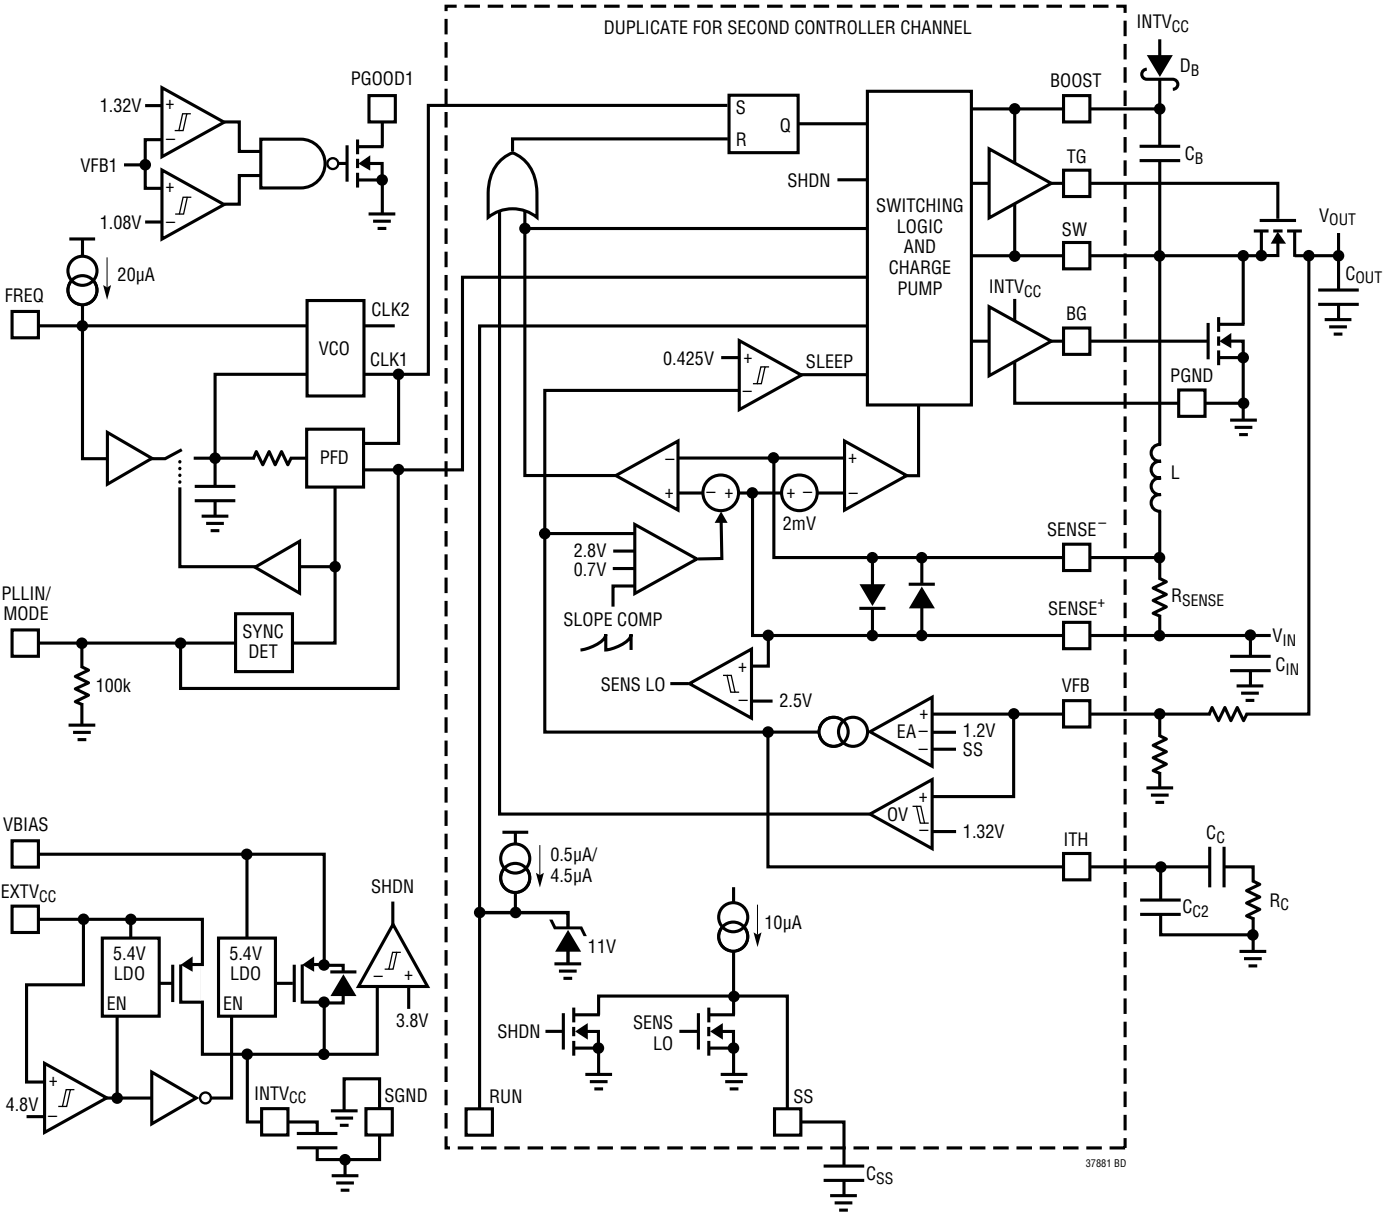 DUPLICATE FOR SECOND CONTROLLER CHANNEL
INTVCC
DB
BOOST
CB
TG
SW
VOUT
COUT
INTVCC
BG
PGND
L
PGOOD1
1.32V
+
−
VFB1
+
1.08V
−
S
R
Q
SHDN
SWITCHING
LOGIC
AND
CHARGE
PUMP
20µA
FREQ
VCO
CLK2
CLK1
0.425V
+
−
SLEEP
PFD
−
+
− +
+ −
2mV
+
−
2.8V
0.7V
SLOPE COMP
SENSE−
RSENSE
SENSE+
VIN
CIN
PLLIN/
MODE
SYNC
DET
100k
SENS LO
+
−
2.5V
VFB
EA
+
−
1.2V
−
SS
OV
+
−
1.32V
ITH
CC
CC2
RC
VBIAS
EXTVCC
5.4V
LDO
EN
5.4V
LDO
EN
SHDN
− +
3.8V
+
4.8V
−
INTVCC
SGND
0.5µA/
4.5µA
11V
10µA
SHDN
SENS
LO
RUN
SS
CSS
37881 BD